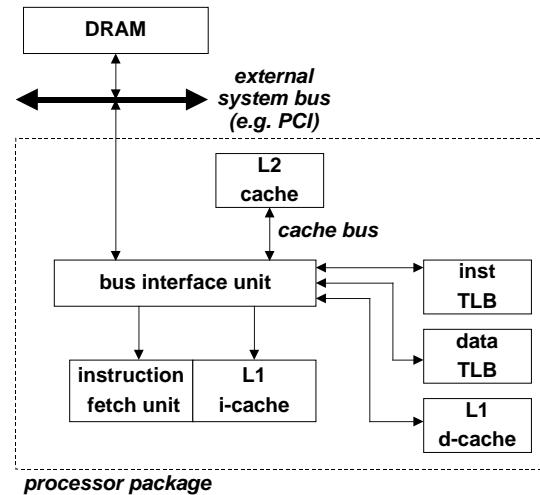 DRAM
external
system bus
(e.g. PCI)
L2
cache
cache bus
bus interface unit
inst
TLB
data
TLB
instruction
fetch unit
L1
i-cache
L1
d-cache
processor package